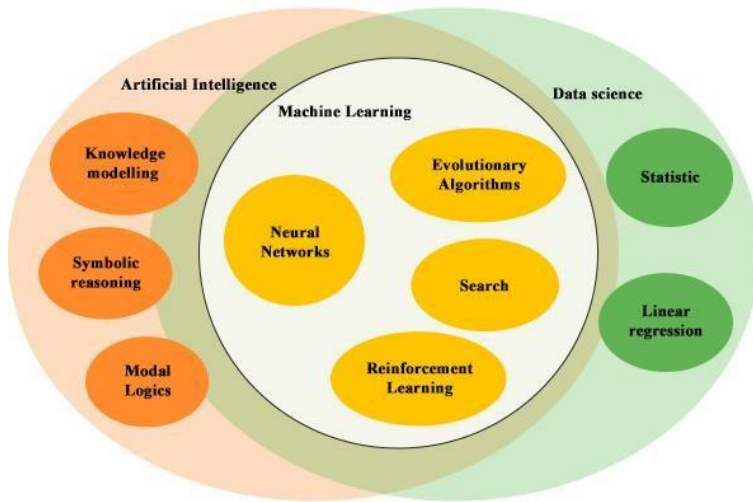 Artificial Intelligence
Machine Learning
Data science
Knowledge
modelling
Symbolic
reasoning
Modal
Logics
Neural
Networks
Evolutionary
Algorithms
Search
Reinforcement
Learning
Statistic
Linear
regression